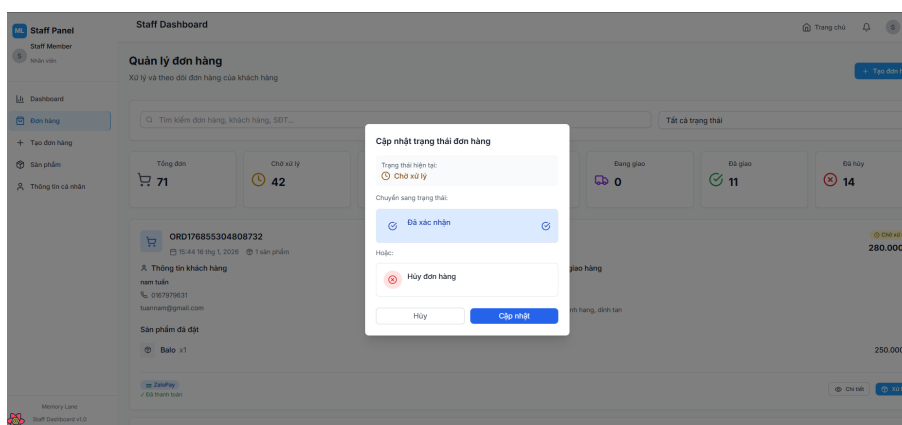 ML Staff Panel
Staff Dashboard
Trang chủ
S
S
Staff Member
Nhân viên
Quản lý đơn hàng
Xử lý và theo dõi đơn hàng của khách hàng
+ Tạo đơn h
Dashboard
Đơn hàng
+ Tạo đơn hàng
Sản phẩm
Thông tin cá nhân
Tìm kiếm đơn hàng, khách hàng, SĐT...
Tất cả trạng thái
Tổng đơn
71
Chờ xử lý
42
Đang giao
0
Đã giao
11
Đã hủy
14
Cập nhật trạng thái đơn hàng
Trạng thái hiện tại:
Chờ xử lý
Chuyển sang trạng thái:
Đã xác nhận
Hoặc:
Hủy đơn hàng
Hủy
Cập nhật
ORD176855304808732
15:44 16 thg 1, 2026
1 sản phẩm
Chờ xử
280.000
Thông tin khách hàng
giao hàng
nam tuấn
0167979631
tuannam@gmail.com
nh hang, dinh tan
Sản phẩm đã đặt
Balo x1
250.000
ZaloPay
✓ Đã thanh toán
Chi tiết
Memory Lane
Staff Dashboard v1.0